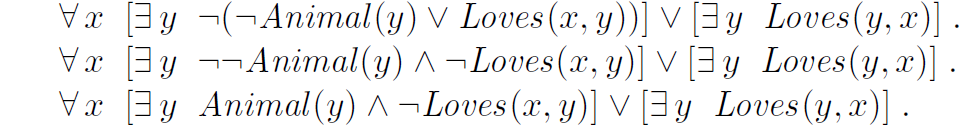 ∀ x [∃ y ¬(¬Animal(y) ∨ Loves(x, y))] ∨ [∃ y Loves(y, x)] .
∀ x [∃ y ¬¬Animal(y) ∧ ¬Loves(x, y)] ∨ [∃ y Loves(y, x)] .
∀ x [∃ y Animal(y) ∧ ¬Loves(x, y)] ∨ [∃ y Loves(y, x)] .